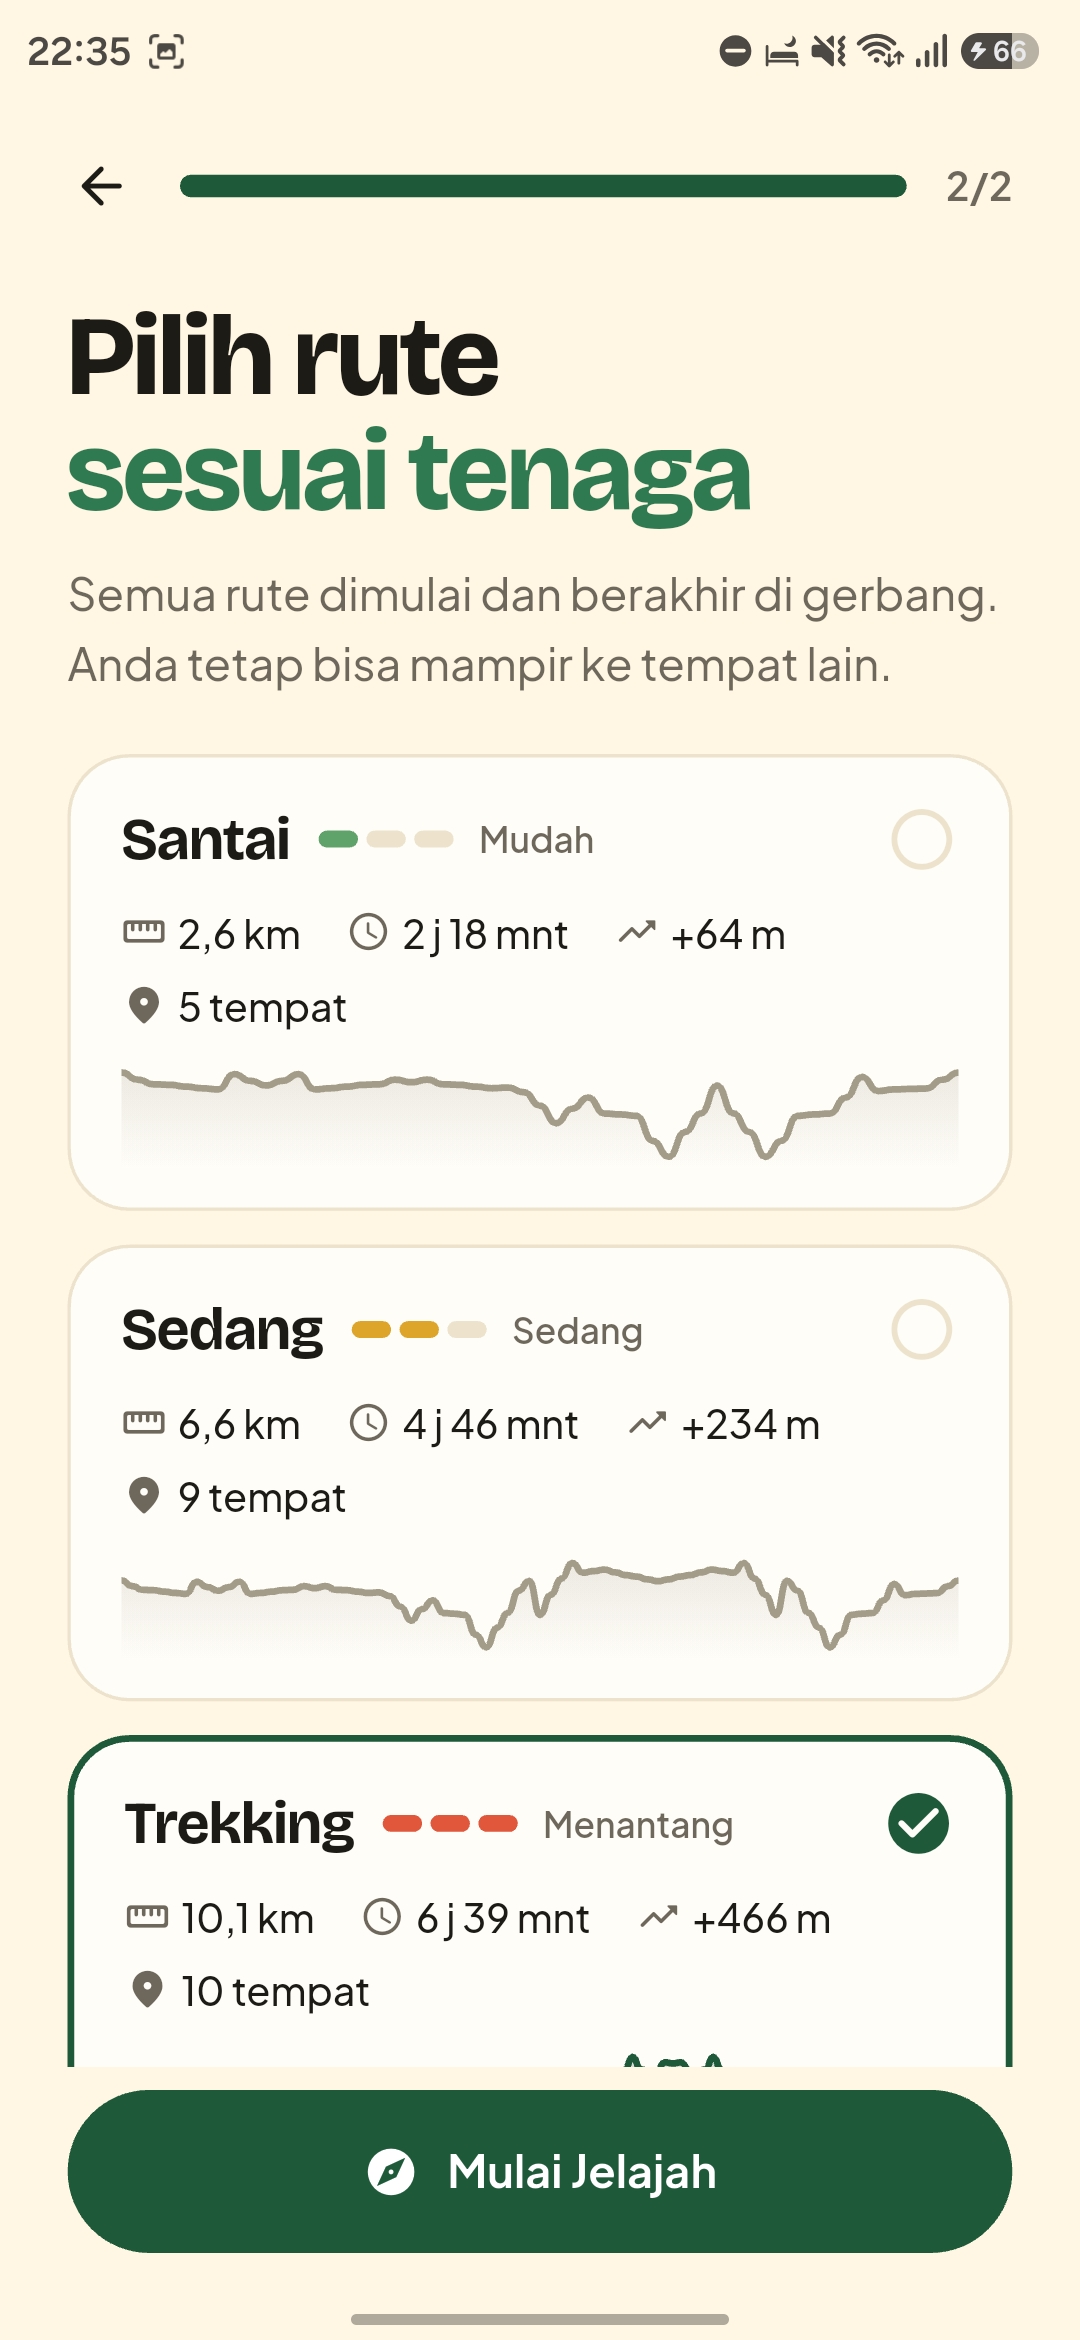 22:35
66
2/2
Pilih rute
sesuai tenaga
Semua rute dimulai dan berakhir di gerbang.
Anda tetap bisa mampir ke tempat lain.
Santai Mudah
2,6 km 2 j 18 mnt +64 m
5 tempat
Sedang Sedang
6,6 km 4 j 46 mnt +234 m
9 tempat
Trekking Menantang
10,1 km 6 j 39 mnt +466 m
10 tempat
Mulai Jelajah